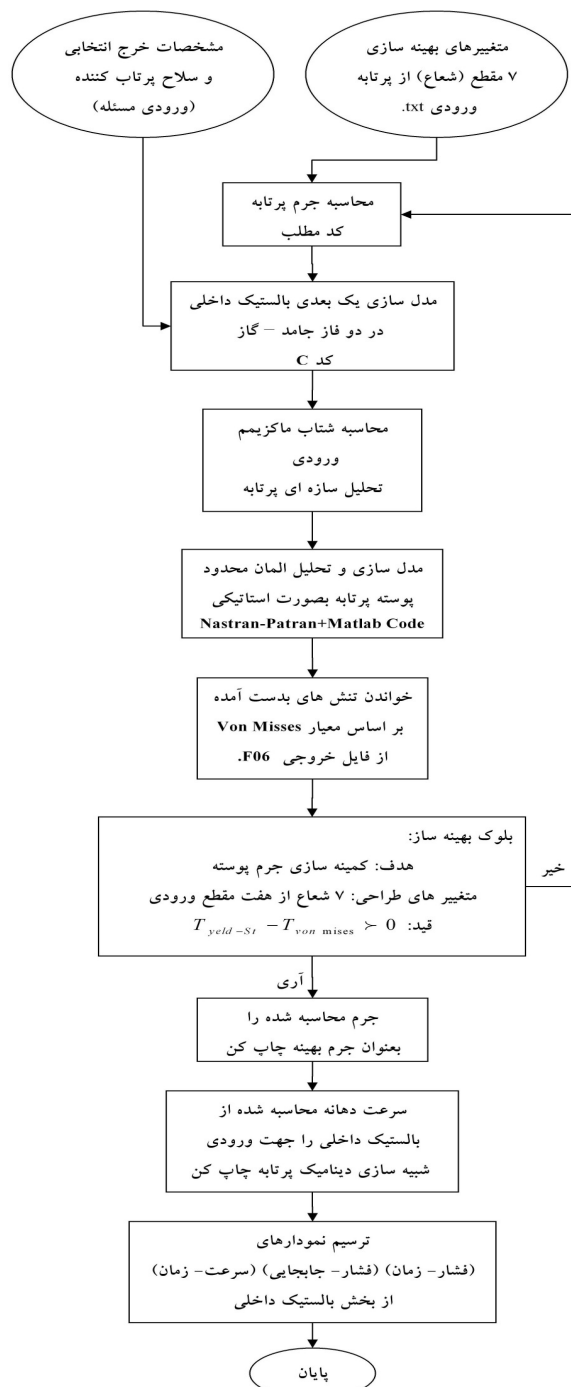 متغییرهای بهینه سازی
۷ مقطع (شعاع) از پرتابه
ورودی txt.
مشخصات خرج انتخابی
و سلاح پرتاب کننده
(ورودی مسئله)
محاسبه جرم پرتابه
کد مطلب
مدل سازی یک بعدی بالستیک داخلی
در دو فاز جامد – گاز
کد C
محاسبه شتاب ماکزیمم
ورودی
تحلیل سازه ای پرتابه
مدل سازی و تحلیل المان محدود
پوسته پرتابه بصورت استاتیکی
Nastran-Patran+Matlab Code
خواندن تنش های بدست آمده
بر اساس معیار Von Misses
از فایل خروجی F06.
بلوک بهینه ساز:
هدف: کمینه سازی جرم پوسته
متغییر های طراحی: ۷ شعاع از هفت مقطع ورودی
قید: T yeld –St – T von mises ≻ 0
خیر
آری
جرم محاسبه شده را
بعنوان جرم بهینه چاپ کن
سرعت دهانه محاسبه شده از
بالستیک داخلی را جهت ورودی
شبیه سازی دینامیک پرتابه چاپ کن
ترسیم نمودارهای
(فشار- زمان) (فشار- جابجایی) (سرعت- زمان)
از بخش بالستیک داخلی
پایان